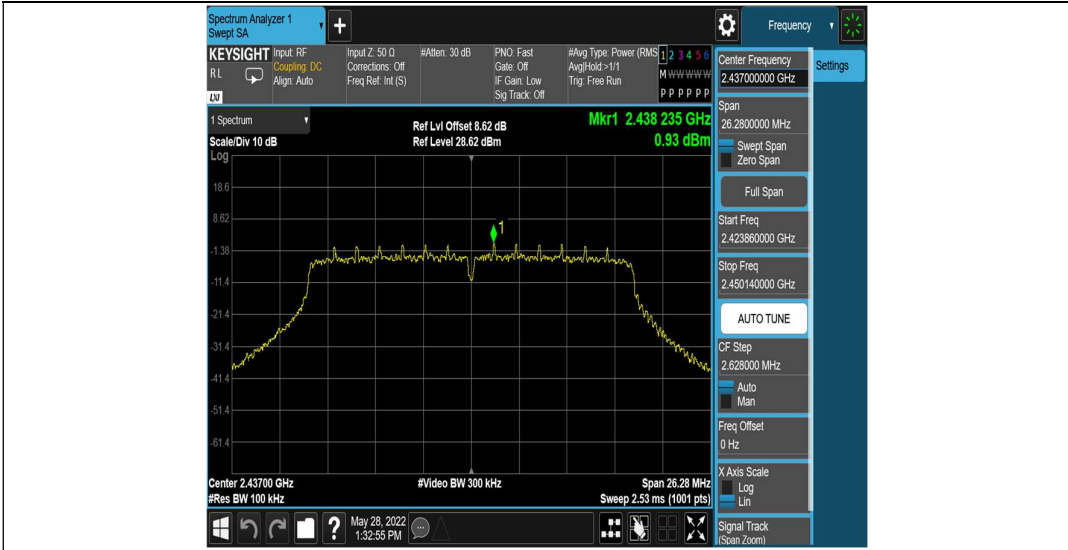 Spectrum Analyzer 1
Swept SA
Frequency
KEYSIGHT
RL
LXI
Input: RF
Coupling: DC
Align: Auto
Input Z: 50 Ω
Corrections: Off
Freq Ref: Int (S)
#Atten: 30 dB
PNO: Fast
Gate: Off
IF Gain: Low
Sig Track: Off
#Avg Type: Power (RMS
Avg|Hold:>1/1
Trig: Free Run
1 2 3 4 5 6
M W W W W W
P P P P P P
1 Spectrum
Scale/Div 10 dB
Ref Lvl Offset 8.62 dB
Ref Level 28.62 dBm
Mkr1 2.438 235 GHz
0.93 dBm
Log
18.6
8.62
-1.38
-11.4
-21.4
-31.4
-41.4
-51.4
-61.4
1
Center 2.43700 GHz
#Res BW 100 kHz
#Video BW 300 kHz
Span 26.28 MHz
Sweep 2.53 ms (1001 pts)
May 28, 2022
1:32:55 PM
Center Frequency
2.437000000 GHz
Span
26.2800000 MHz
Swept Span
Zero Span
Full Span
Start Freq
2.423860000 GHz
Stop Freq
2.450140000 GHz
AUTO TUNE
CF Step
2.628000 MHz
Auto
Man
Freq Offset
0 Hz
X Axis Scale
Log
Lin
Signal Track
(Span Zoom)
Settings